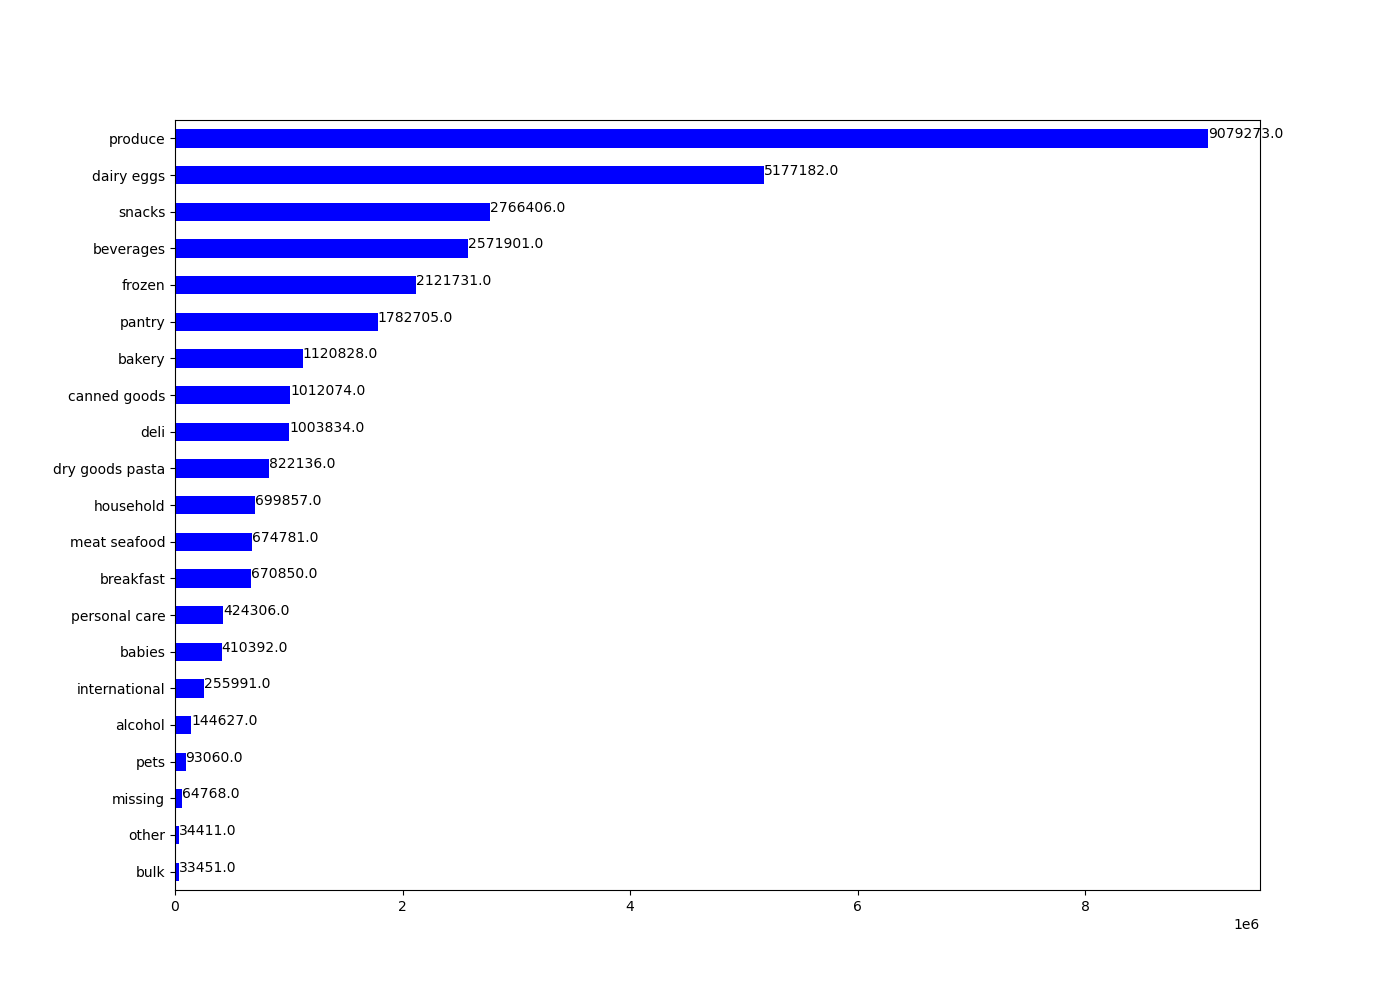 produce 9079273.0
dairy eggs 5177182.0
snacks 2766406.0
beverages 2571901.0
frozen 2121731.0
pantry 1782705.0
bakery 1120828.0
canned goods 1012074.0
deli 1003834.0
dry goods pasta 822136.0
household 699857.0
meat seafood 674781.0
breakfast 670850.0
personal care 424306.0
babies 410392.0
international 255991.0
alcohol 144627.0
pets 93060.0
missing 64768.0
other 34411.0
bulk 33451.0
0 2 4 6 8
1e6